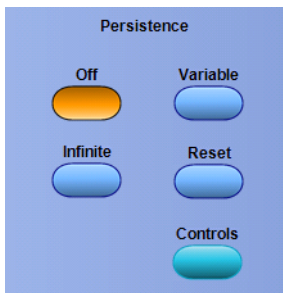 Persistence
Off Variable
Infinite Reset
Controls